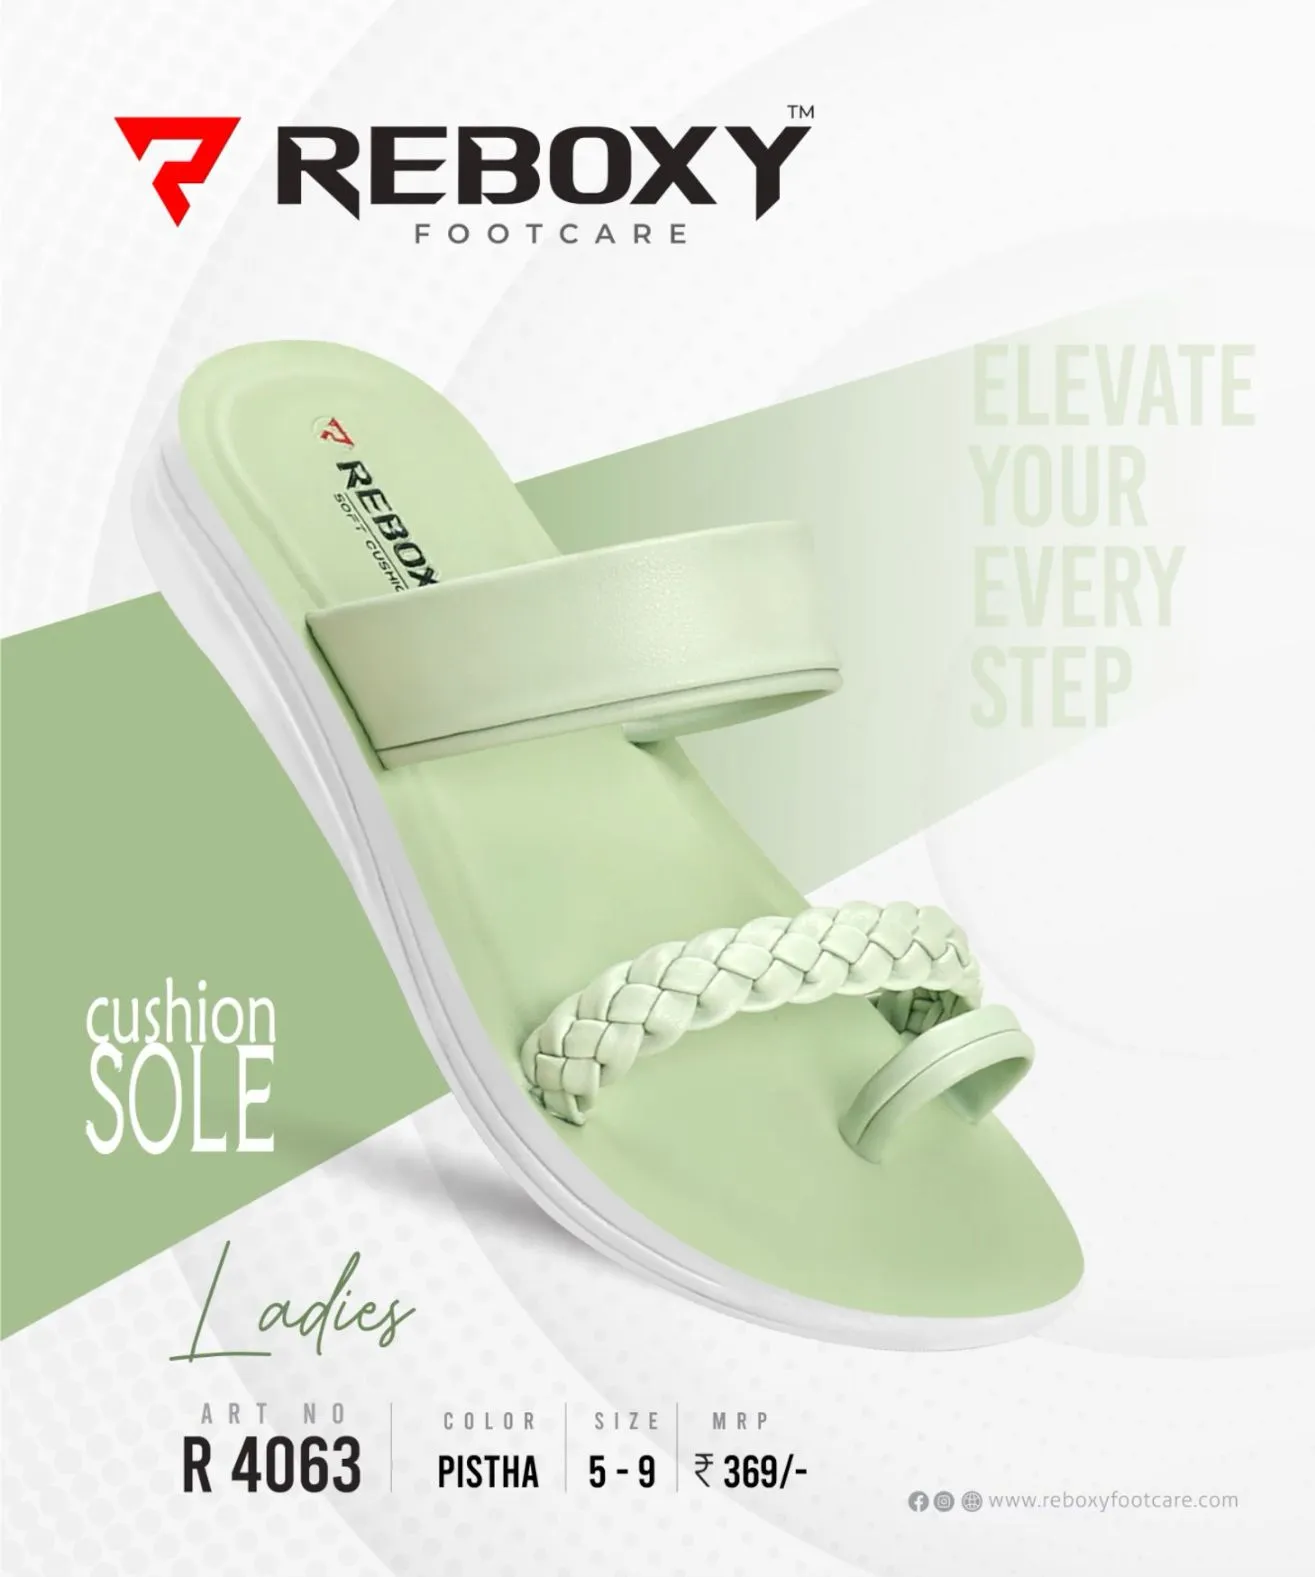 REBOXY™
FOOTCARE
ELEVATE
YOUR
EVERY
STEP
REBOX
SOFT CUSHIO
cushion
SOLE
Ladies
ART NO
R 4063
COLOR
PISTHA
SIZE
5 - 9
MRP
₹ 369/-
www.reboxyfootcare.com